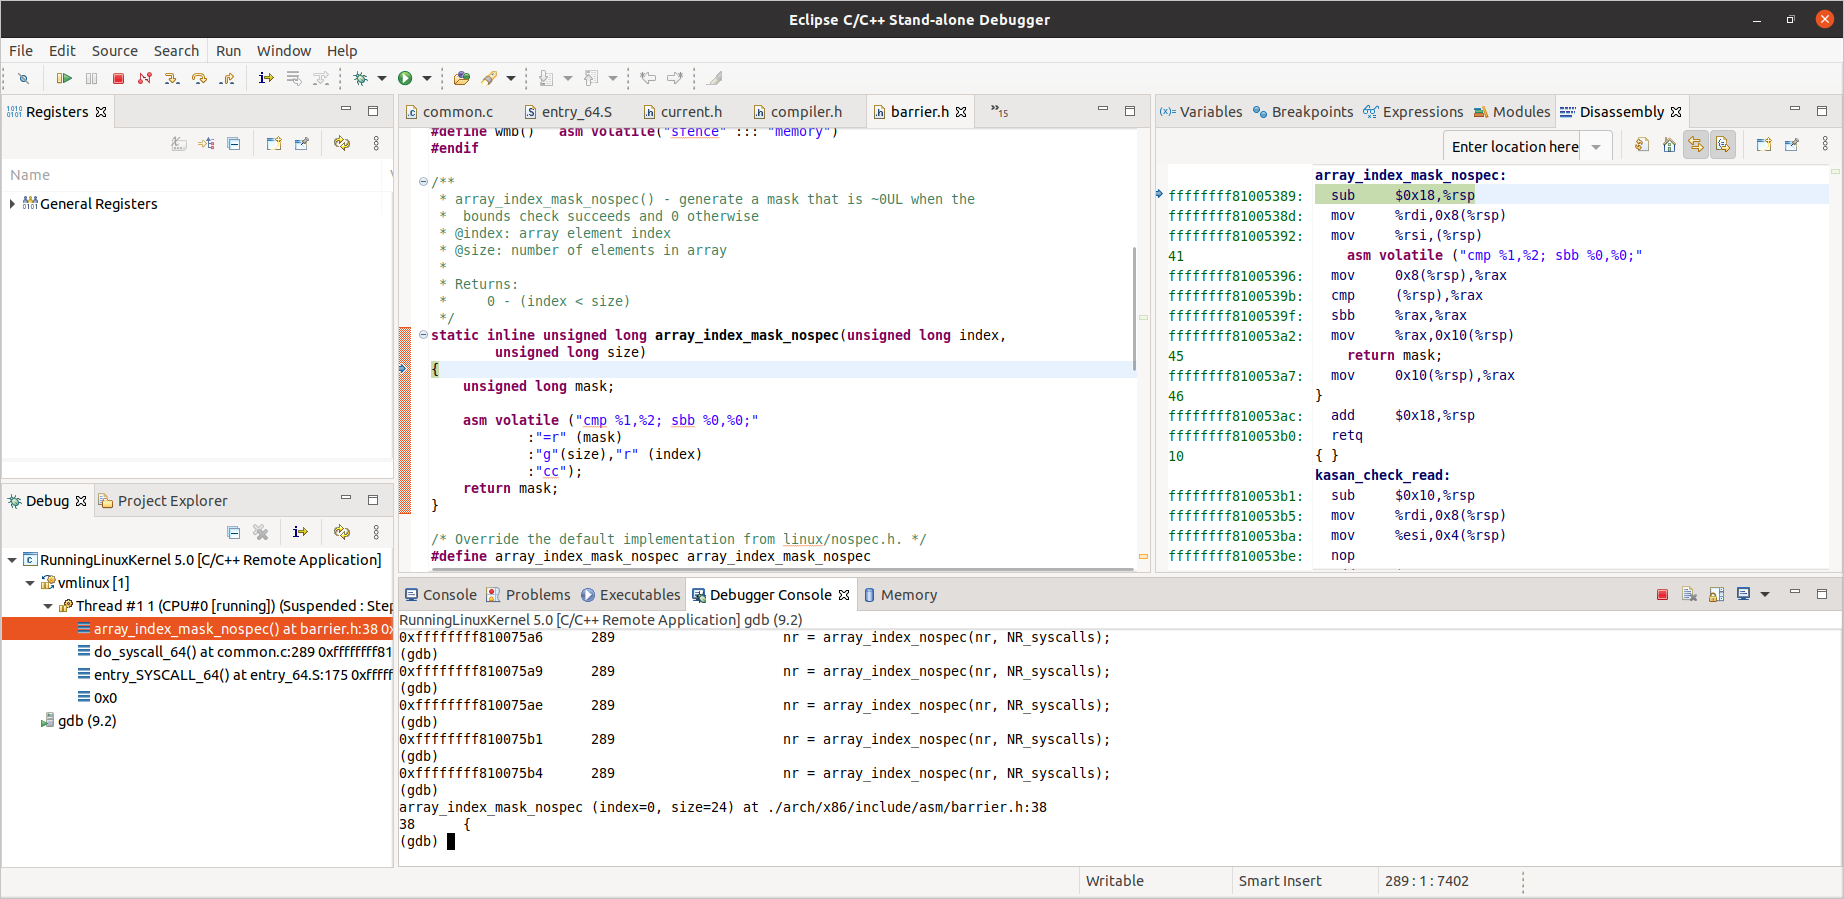 Eclipse C/C++ Stand-alone Debugger
File Edit Source Search Run Window Help
Registers
Name
General Registers
Debug Project Explorer
RunningLinuxKernel 5.0 [C/C++ Remote Application]
vmlinux [1]
Thread #1 1 (CPU#0 [running]) (Suspended : Step
array_index_mask_nospec() at barrier.h:38 0x
do_syscall_64() at common.c:289 0xffffffff81
entry_SYSCALL_64() at entry_64.S:175 0xfffff
0x0
gdb (9.2)
common.c entry_64.S current.h compiler.h barrier.h »15
#define wmb() asm volatile("sfence" ::: "memory")
#endif
/**
* array_index_mask_nospec() - generate a mask that is ~0UL when the
* bounds check succeeds and 0 otherwise
* @index: array element index
* @size: number of elements in array
*
* Returns:
* 0 - (index < size)
*/
static inline unsigned long array_index_mask_nospec(unsigned long index,
unsigned long size)
{
unsigned long mask;
asm volatile ("cmp %1,%2; sbb %0,%0;"
:"=r" (mask)
:"g"(size),"r" (index)
:"cc");
return mask;
}
/* Override the default implementation from linux/nospec.h. */
#define array_index_mask_nospec array_index_mask_nospec
(x)= Variables Breakpoints Expressions Modules Disassembly
Enter location here
array_index_mask_nospec:
ffffffff81005389: sub $0x18,%rsp
ffffffff8100538d: mov %rdi,0x8(%rsp)
ffffffff81005392: mov %rsi,(%rsp)
41 asm volatile ("cmp %1,%2; sbb %0,%0;"
ffffffff81005396: mov 0x8(%rsp),%rax
ffffffff8100539b: cmp (%rsp),%rax
ffffffff8100539f: sbb %rax,%rax
ffffffff810053a2: mov %rax,0x10(%rsp)
45 return mask;
ffffffff810053a7: mov 0x10(%rsp),%rax
46 }
ffffffff810053ac: add $0x18,%rsp
ffffffff810053b0: retq
10 { }
kasan_check_read:
ffffffff810053b1: sub $0x10,%rsp
ffffffff810053b5: mov %rdi,0x8(%rsp)
ffffffff810053ba: mov %esi,0x4(%rsp)
ffffffff810053be: nop
Console Problems Executables Debugger Console Memory
RunningLinuxKernel 5.0 [C/C++ Remote Application] gdb (9.2)
0xffffffff810075a6 289 nr = array_index_nospec(nr, NR_syscalls);
(gdb)
0xffffffff810075a9 289 nr = array_index_nospec(nr, NR_syscalls);
(gdb)
0xffffffff810075ae 289 nr = array_index_nospec(nr, NR_syscalls);
(gdb)
0xffffffff810075b1 289 nr = array_index_nospec(nr, NR_syscalls);
(gdb)
0xffffffff810075b4 289 nr = array_index_nospec(nr, NR_syscalls);
(gdb)
array_index_mask_nospec (index=0, size=24) at ./arch/x86/include/asm/barrier.h:38
38 {
(gdb)
Writable Smart Insert 289 : 1 : 7402